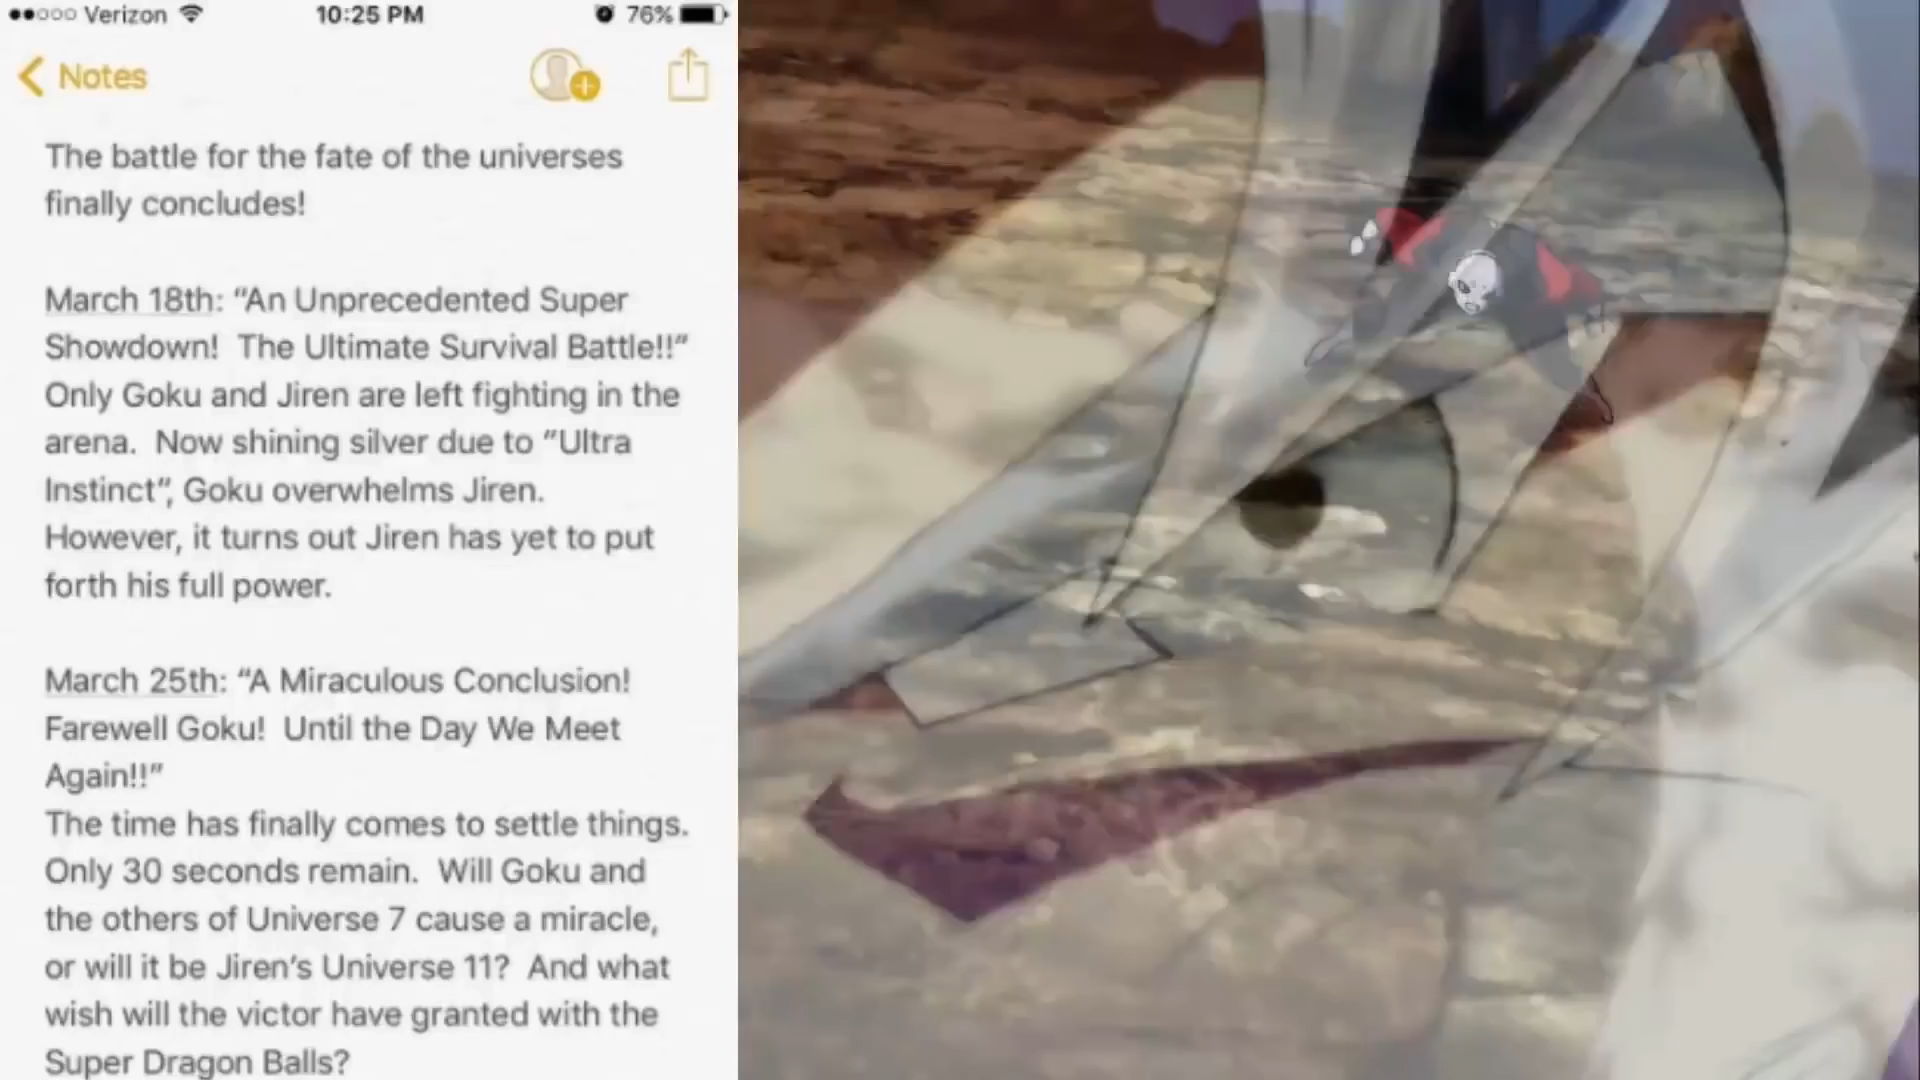 Verizon 10:25 PM 76%
Notes
The battle for the fate of the universes
finally concludes!
March 18th: “An Unprecedented Super
Showdown!  The Ultimate Survival Battle!!”
Only Goku and Jiren are left fighting in the
arena.  Now shining silver due to “Ultra
Instinct”, Goku overwhelms Jiren.
However, it turns out Jiren has yet to put
forth his full power.
March 25th: “A Miraculous Conclusion!
Farewell Goku!  Until the Day We Meet
Again!!”
The time has finally comes to settle things.
Only 30 seconds remain.  Will Goku and
the others of Universe 7 cause a miracle,
or will it be Jiren’s Universe 11?  And what
wish will the victor have granted with the
Super Dragon Balls?